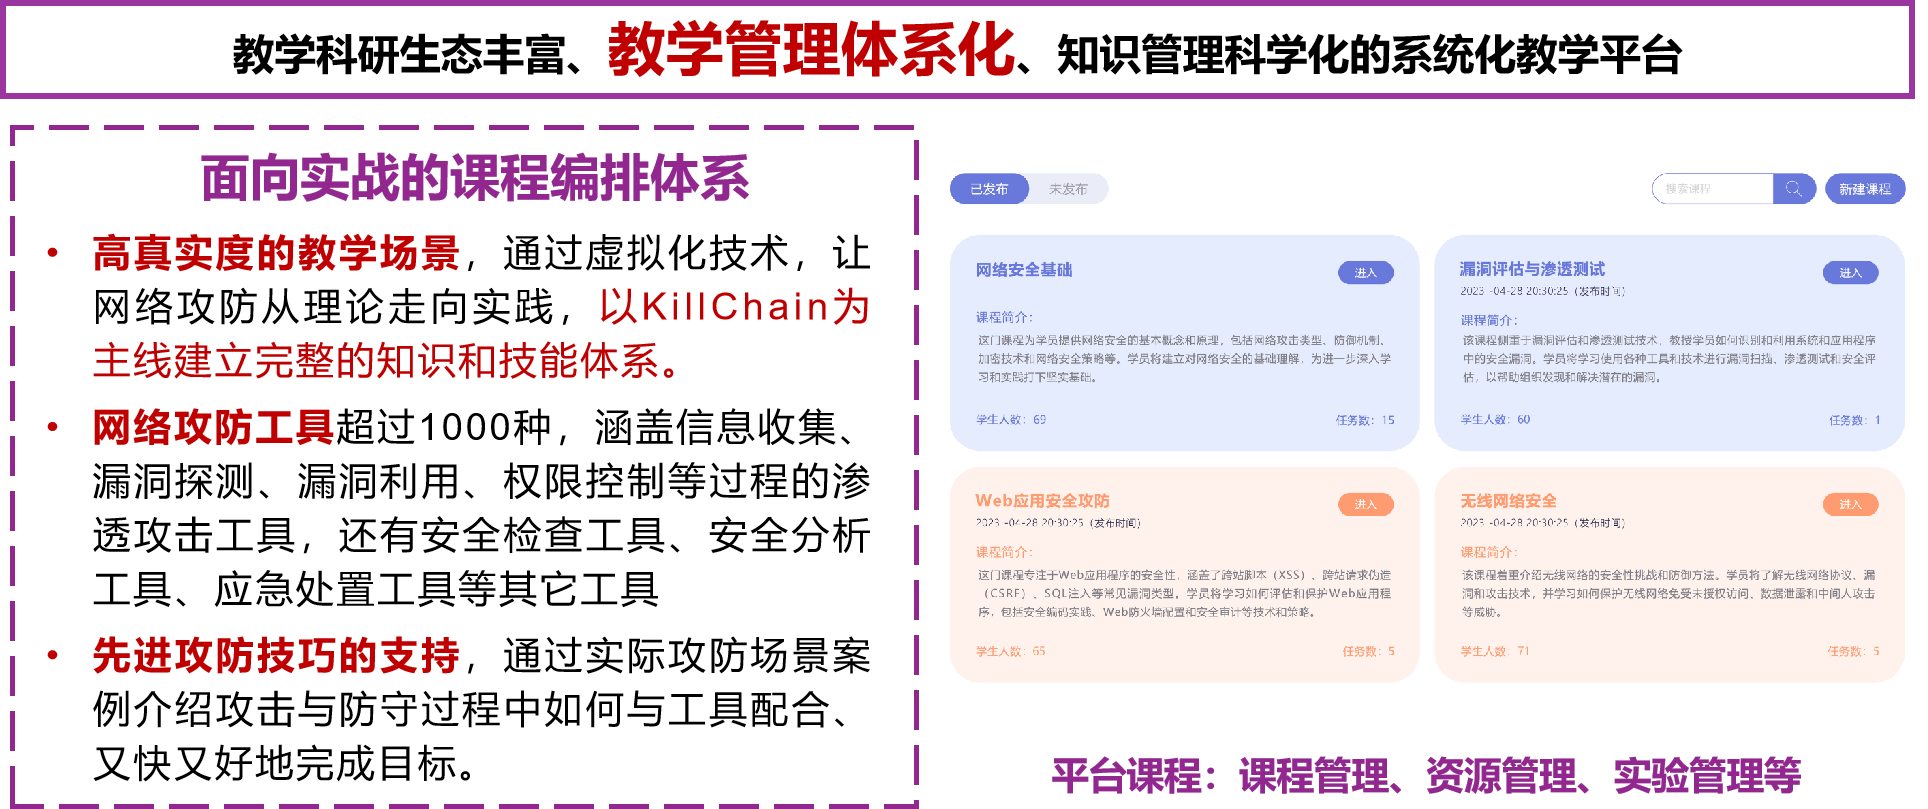 教学科研生态丰富、教学管理体系化、知识管理科学化的系统化教学平台
面向实战的课程编排体系
• 高真实度的教学场景，通过虚拟化技术，让
网络攻防从理论走向实践，以KillChain为
主线建立完整的知识和技能体系。
• 网络攻防工具超过1000种，涵盖信息收集、
漏洞探测、漏洞利用、权限控制等过程的渗
透攻击工具，还有安全检查工具、安全分析
工具、应急处置工具等其它工具
• 先进攻防技巧的支持，通过实际攻防场景案
例介绍攻击与防守过程中如何与工具配合、
又快又好地完成目标。
已发布 未发布 搜索课程 新建课程
网络安全基础 进入
课程简介：
这门课程为学员提供网络安全的基本概念和原理，包括网络攻击类型、防御机制、
加密技术和网络安全策略等。学员将建立对网络安全的基础理解，为进一步深入学
习和实践打下坚实基础。
学生人数：69 任务数：15
漏洞评估与渗透测试 进入
2023-04-28 20:30:25（发布时间）
课程简介：
该课程侧重于漏洞评估和渗透测试技术，教授学员如何识别和利用系统和应用程序
中的安全漏洞。学员将学习使用各种工具和技术进行漏洞扫描、渗透测试和安全评
估，以帮助组织发现和解决潜在的漏洞。
学生人数：60 任务数：1
Web应用安全攻防 进入
2023-04-28 20:30:25（发布时间）
课程简介：
这门课程专注于Web应用程序的安全性，涵盖了跨站脚本（XSS）、跨站请求伪造
（CSRF）、SQL注入等常见漏洞类型。学员将学习如何评估和保护Web应用程
序，包括安全编码实践、Web防火墙配置和安全审计等技术和策略。
学生人数：65 任务数：5
无线网络安全 进入
2023-04-28 20:30:25（发布时间）
课程简介：
该课程着重介绍无线网络的安全性挑战和防御方法。学员将了解无线网络协议、漏
洞和攻击技术，并学习如何保护无线网络免受未授权访问、数据泄露和中间人攻击
等威胁。
学生人数：71 任务数：5
平台课程：课程管理、资源管理、实验管理等